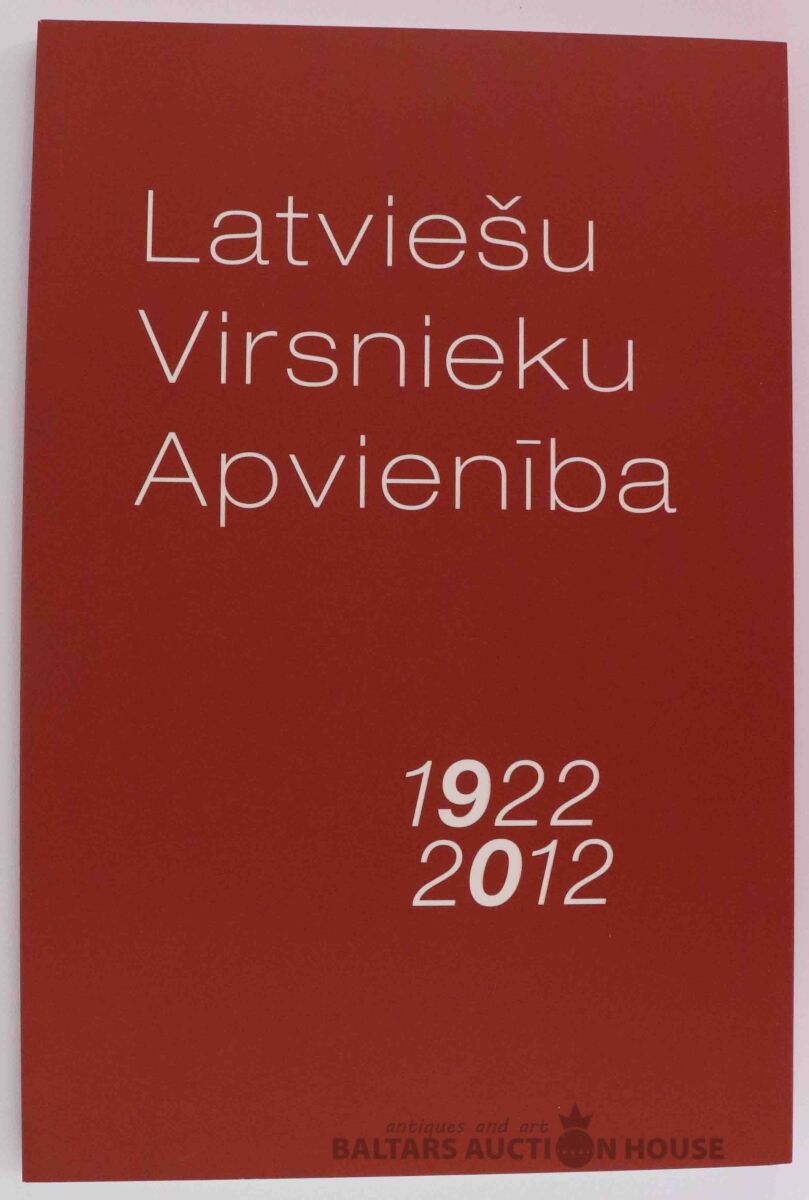 Latviešu
Virsnieku
Apvienība
1922
2012
antiques and art
BALTARS AUCTION HOUSE